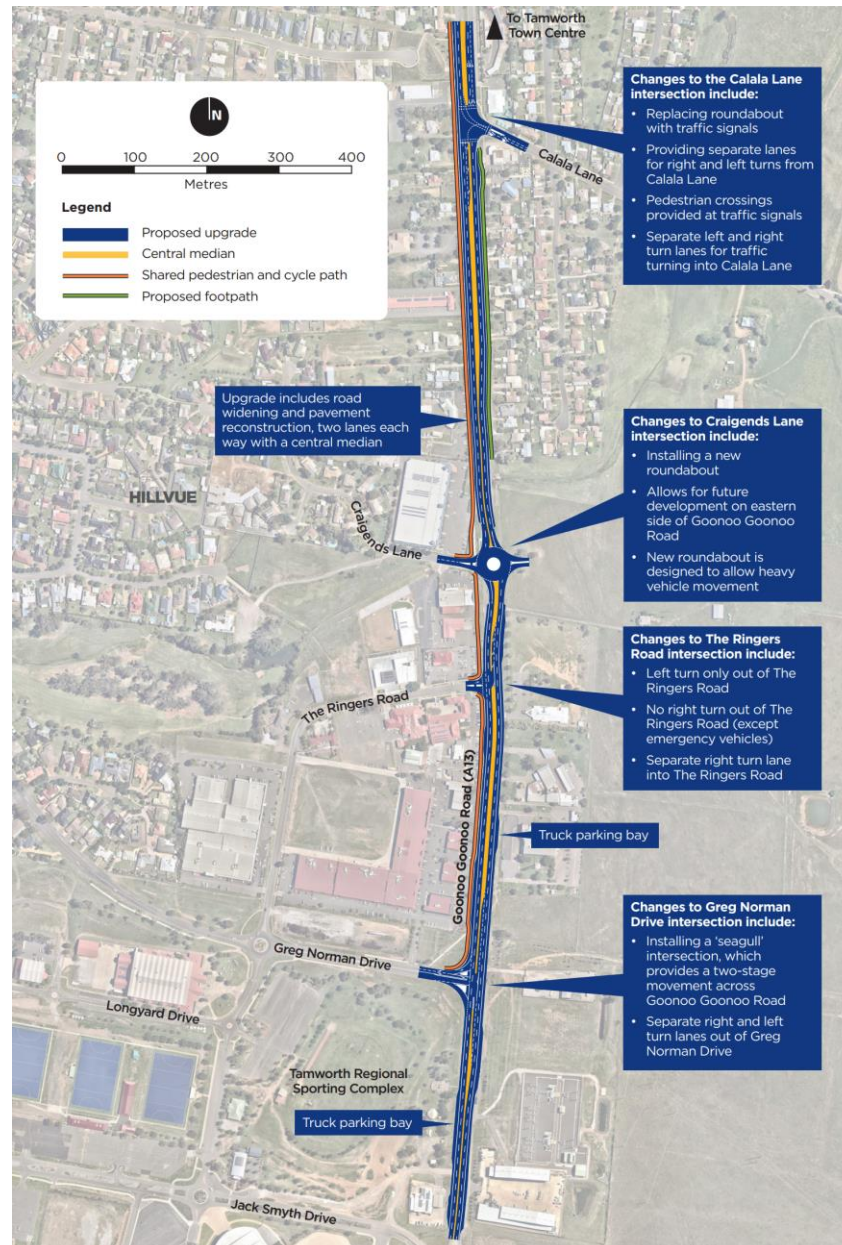 To Tamworth
Town Centre
N
0 100 200 300 400
Metres
Legend
Proposed upgrade
Central median
Shared pedestrian and cycle path
Proposed footpath
Changes to the Calala Lane
intersection include:
• Replacing roundabout
with traffic signals
• Providing separate lanes
for right and left turns from
Calala Lane
• Pedestrian crossings
provided at traffic signals
• Separate left and right
turn lanes for traffic
turning into Calala Lane
Calala Lane
Upgrade includes road
widening and pavement
reconstruction, two lanes each
way with a central median
Changes to Craigends Lane
intersection include:
• Installing a new
roundabout
• Allows for future
development on eastern
side of Goonoo Goonoo
Road
• New roundabout is
designed to allow heavy
vehicle movement
HILLVUE
Craigends Lane
Changes to The Ringers
Road intersection include:
• Left turn only out of The
Ringers Road
• No right turn out of The
Ringers Road (except
emergency vehicles)
• Separate right turn lane
into The Ringers Road
The Ringers Road
Goonoo Goonoo Road (A13)
Truck parking bay
Changes to Greg Norman
Drive intersection include:
• Installing a ‘seagull’
intersection, which
provides a two-stage
movement across
Goonoo Goonoo Road
• Separate right and left
turn lanes out of Greg
Norman Drive
Greg Norman Drive
Longyard Drive
Tamworth Regional
Sporting Complex
Truck parking bay
Jack Smyth Drive